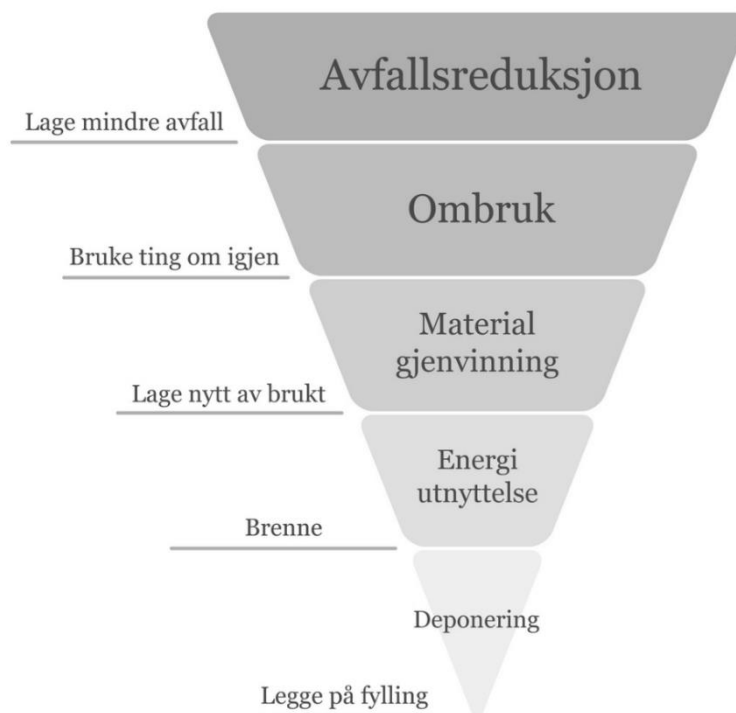 Avfallsreduksjon
Lage mindre avfall
Ombruk
Bruke ting om igjen
Material
gjenvinning
Lage nytt av brukt
Energi
utnyttelse
Brenne
Deponering
Legge på fylling